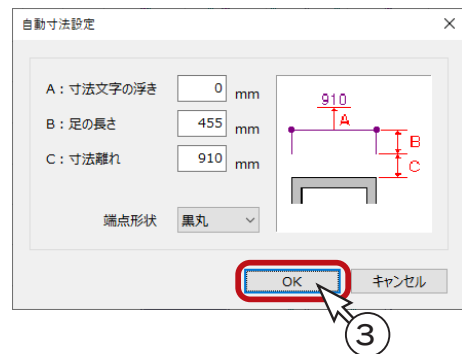 自動寸法設定
A：寸法文字の浮き 0 mm
B：足の長さ 455 mm
C：寸法離れ 910 mm
端点形状 黒丸
910
A
B
C
OK キャンセル
3